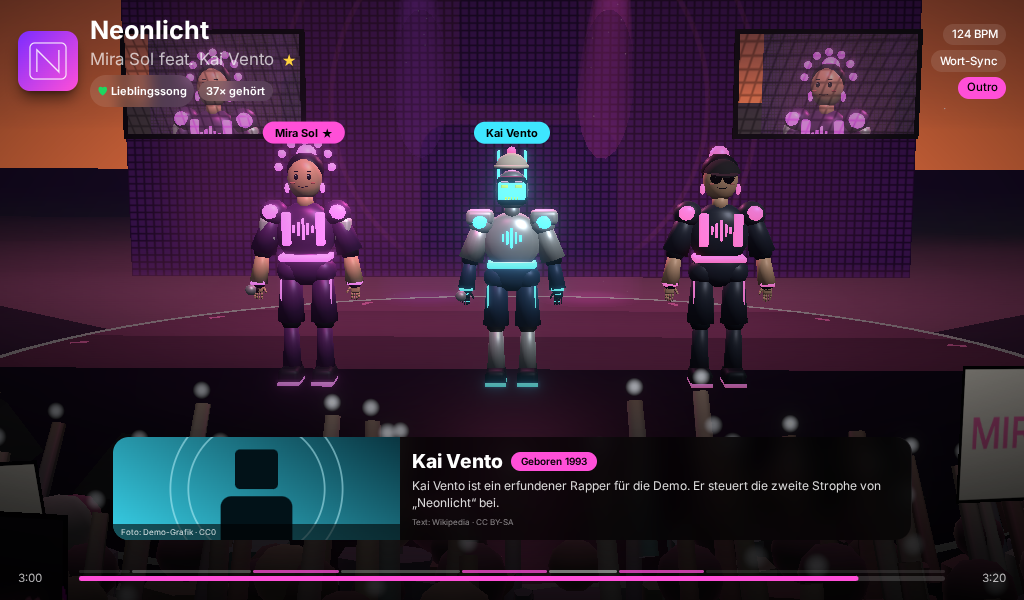 Neonlicht
Mira Sol feat. Kai Vento ★
Lieblingssong
37× gehört
124 BPM
Wort-Sync
Outro
Mira Sol ★
Kai Vento
MIR
Kai Vento
Geboren 1993
Kai Vento ist ein erfundener Rapper für die Demo. Er steuert die zweite Strophe von
„Neonlicht“ bei.
Text: Wikipedia · CC BY-SA
Foto: Demo-Grafik · CC0
3:00
3:20